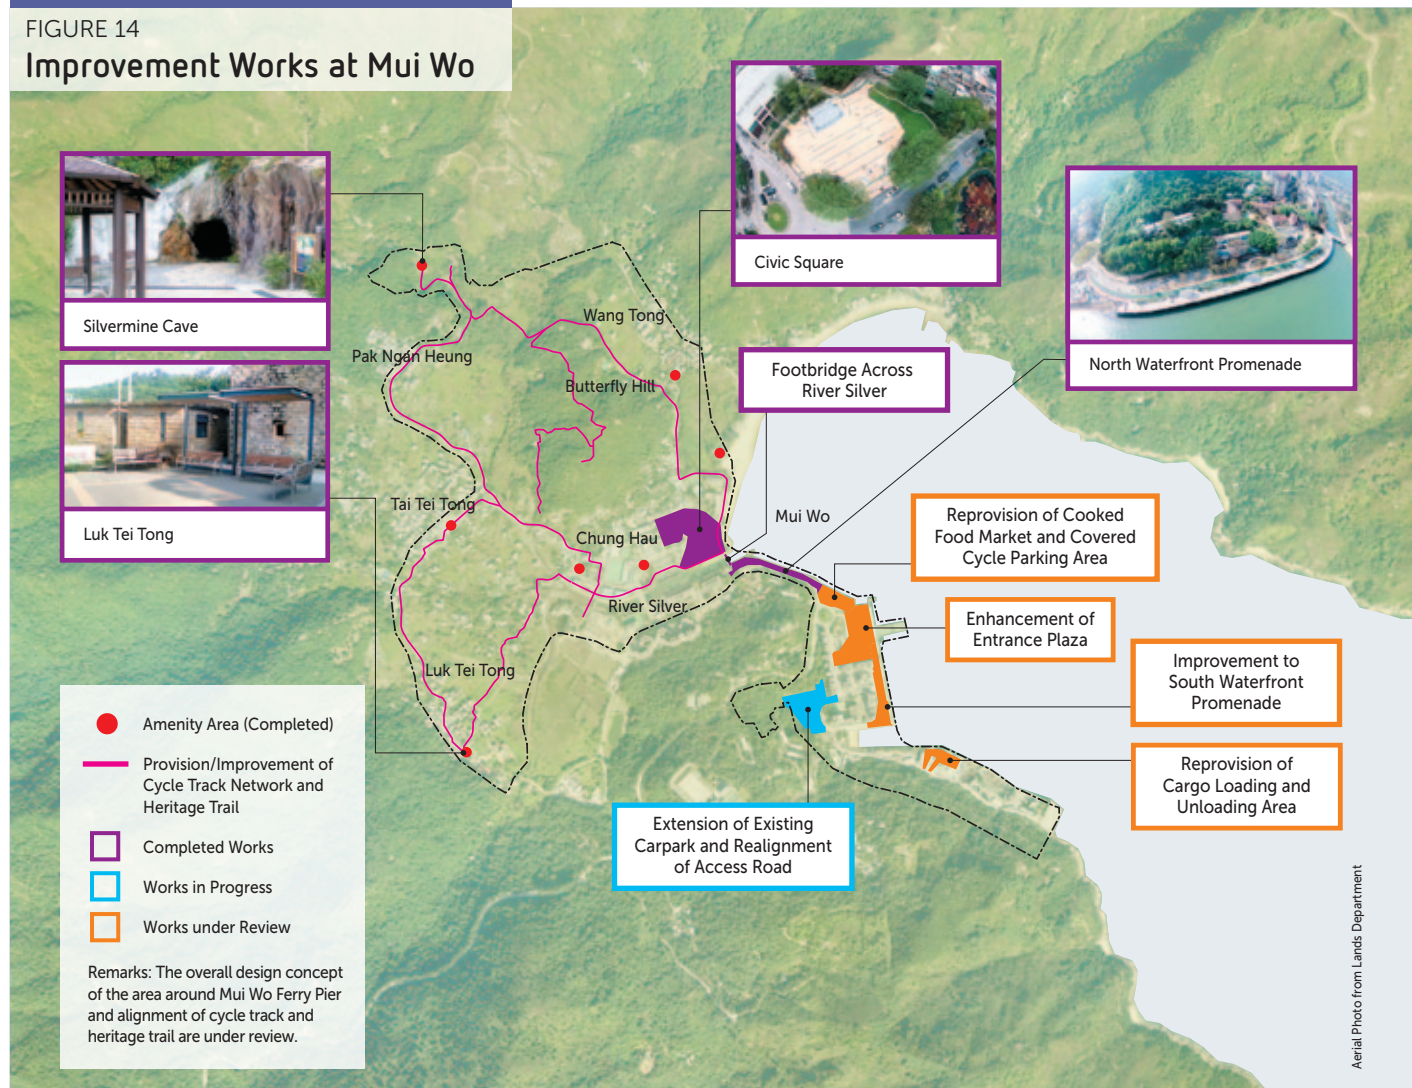 FIGURE 14
Improvement Works at Mui Wo
Silvermine Cave
Luk Tei Tong
Civic Square
North Waterfront Promenade
Footbridge Across
River Silver
Wang Tong
Pak Ngan Heung
Butterfly Hill
Tai Tei Tong
Chung Hau
Mui Wo
River Silver
Luk Tei Tong
Reprovision of Cooked
Food Market and Covered
Cycle Parking Area
Enhancement of
Entrance Plaza
Improvement to
South Waterfront
Promenade
Reprovision of
Cargo Loading and
Unloading Area
Extension of Existing
Carpark and Realignment
of Access Road
Amenity Area (Completed)
Provision/Improvement of
Cycle Track Network and
Heritage Trail
Completed Works
Works in Progress
Works under Review
Remarks: The overall design concept
of the area around Mui Wo Ferry Pier
and alignment of cycle track and
heritage trail are under review.
Aerial Photo from Lands Department